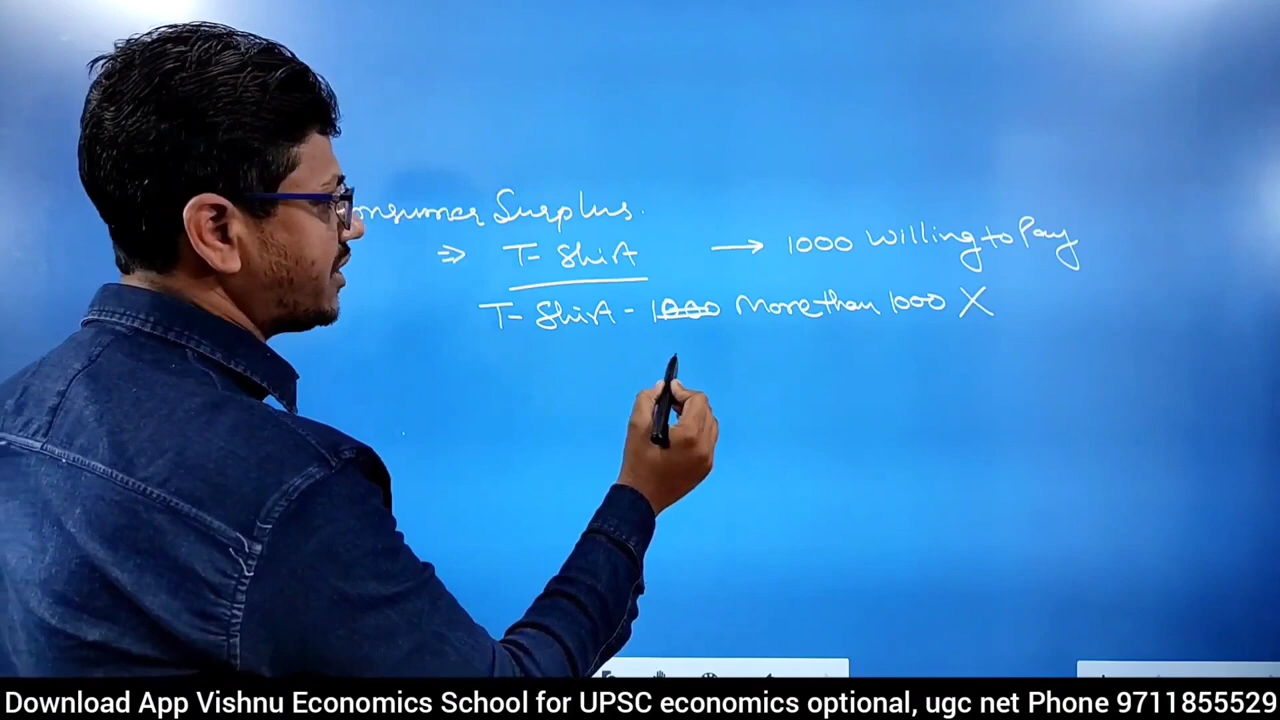 onsumer Surplus.
⇒ T- Shirt → 1000 Willing to Pay
T- Shirt - 1000 More than 1000 X
Download App Vishnu Economics School for UPSC economics optional, ugc net Phone 9711855529